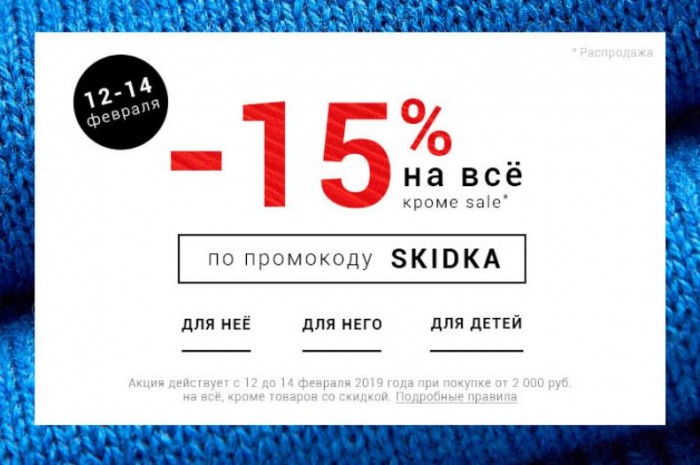 * Распродажа
12-14
февраля
-15%
на всё
кроме sale*
по промокоду SKIDKA
ДЛЯ НЕЁ ДЛЯ НЕГО ДЛЯ ДЕТЕЙ
Акция действует с 12 до 14 февраля 2019 года при покупке от 2 000 руб.
на всё, кроме товаров со скидкой. Подробные правила